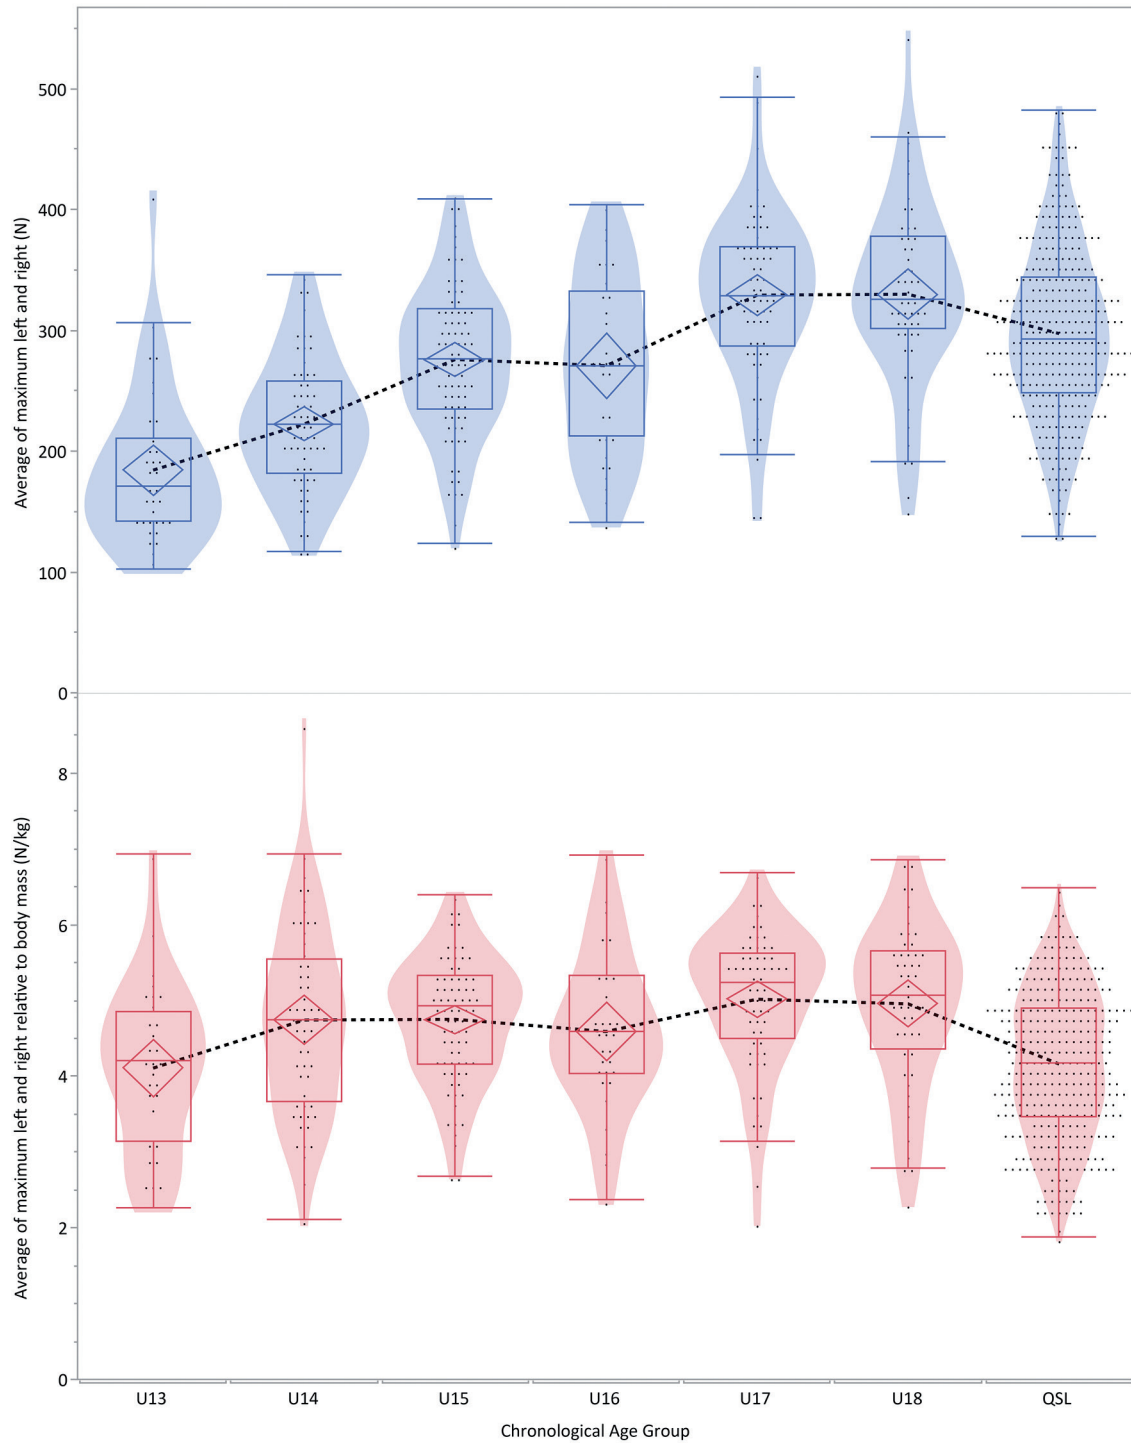 Average of maximum left and right (N)
500
400
300
200
100
0
Average of maximum left and right relative to body mass (N/kg)
8
6
4
2
0
U13 U14 U15 U16 U17 U18 QSL
Chronological Age Group